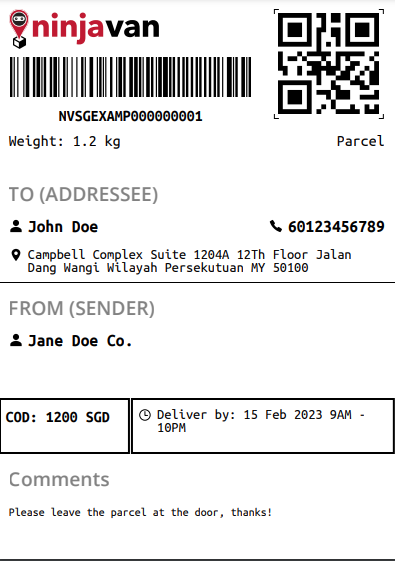 ninjavan
NVSGEXAMP000000001
Weight: 1.2 kg
Parcel
TO (ADDRESSEE)
John Doe
60123456789
Campbell Complex Suite 1204A 12Th Floor Jalan
Dang Wangi Wilayah Persekutuan MY 50100
FROM (SENDER)
Jane Doe Co.
COD: 1200 SGD
Deliver by: 15 Feb 2023 9AM -
10PM
Comments
Please leave the parcel at the door, thanks!